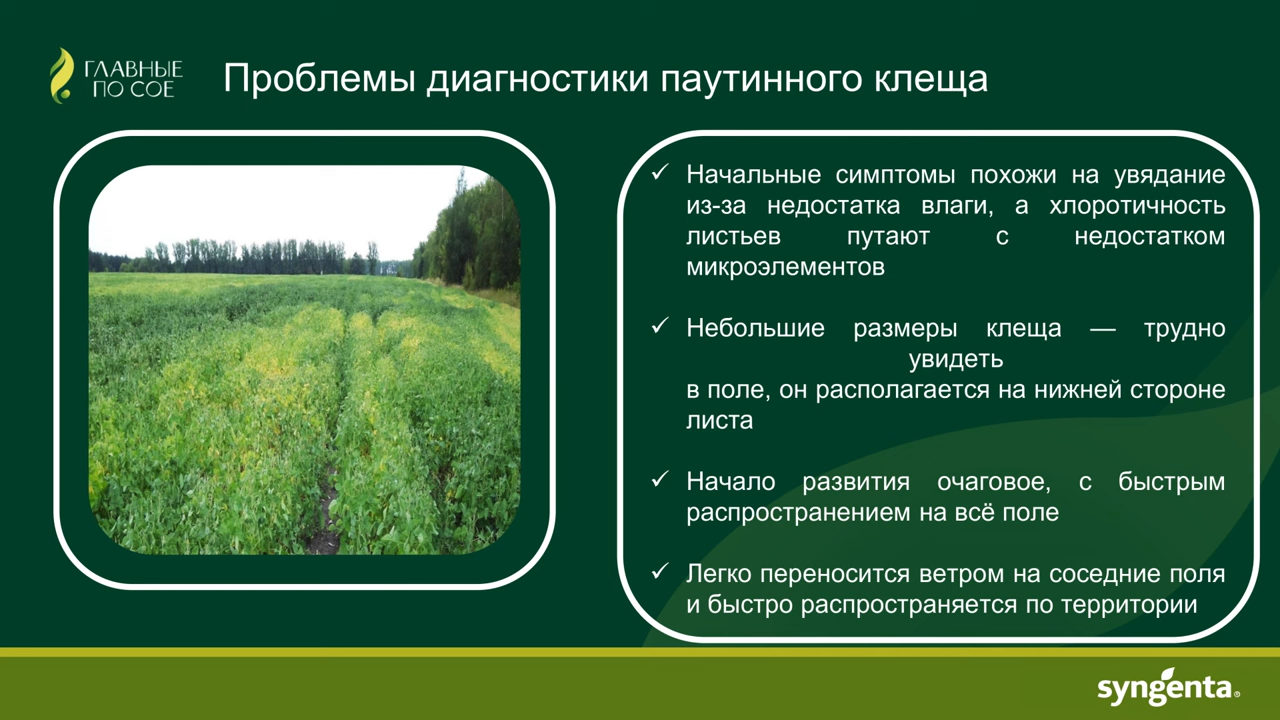 ГЛАВНЫЕ
ПО СОЕ
Проблемы диагностики паутинного клеща
✓ Начальные симптомы похожи на увядание
из-за недостатка влаги, а хлоротичность
листьев путают с недостатком
микроэлементов
✓ Небольшие размеры клеща — трудно
увидеть
в поле, он располагается на нижней стороне
листа
✓ Начало развития очаговое, с быстрым
распространением на всё поле
✓ Легко переносится ветром на соседние поля
и быстро распространяется по территории
syngenta®